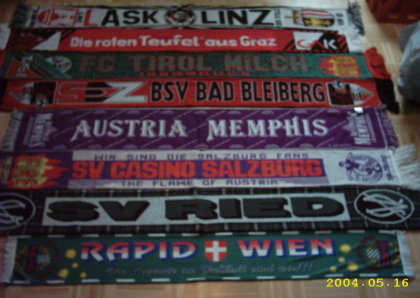 LASK LINZ
Die roten Teufel aus Graz
FC TIROL MILCH
INNSBRUCK
BSV BAD BLEIBERG
AUSTRIA MEMPHIS
WIR SIND DIE SALZBURG FANS
SV CASINO SALZBURG
THE FLAME OF AUSTRIA
SV RIED
RAPID WIEN
2004.05.16